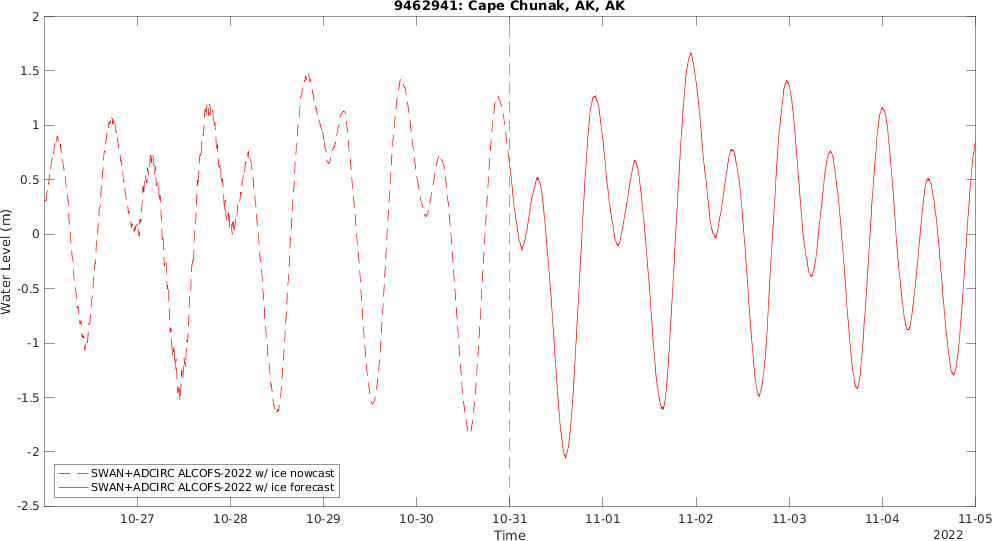 9462941: Cape Chunak, AK, AK
2
1.5
1
0.5
0
-0.5
-1
-1.5
-2
-2.5
Water Level (m)
SWAN+ADCIRC ALCOFS-2022 w/ ice nowcast
SWAN+ADCIRC ALCOFS-2022 w/ ice forecast
10-27 10-28 10-29 10-30 10-31 11-01 11-02 11-03 11-04 11-05
Time
2022